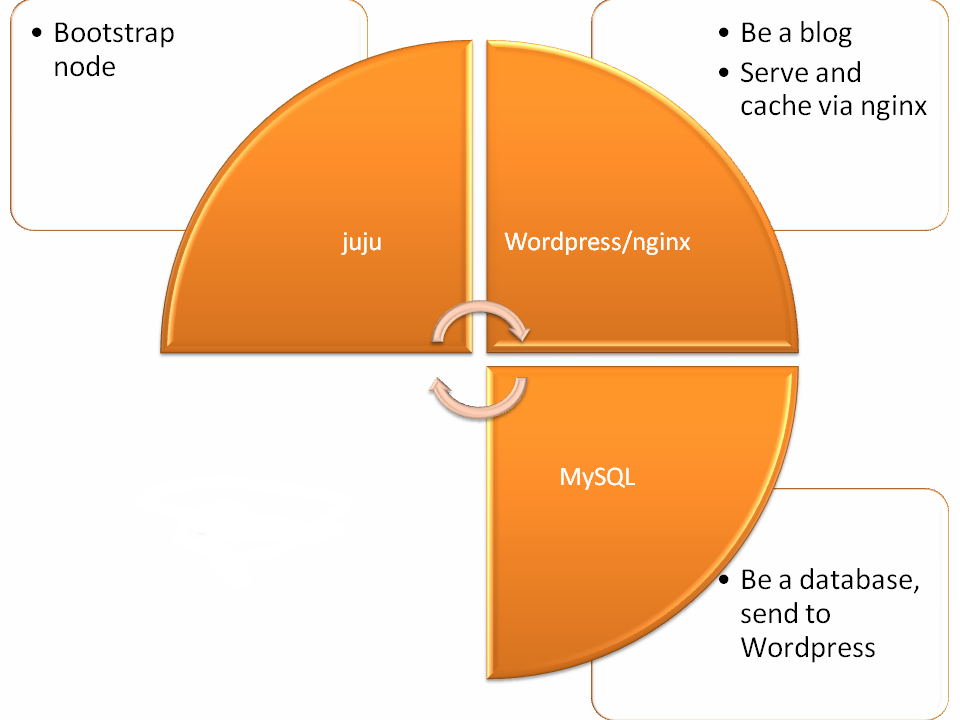 • Bootstrap
node
• Be a blog
• Serve and
cache via nginx
juju
Wordpress/nginx
MySQL
• Be a database,
send to
Wordpress